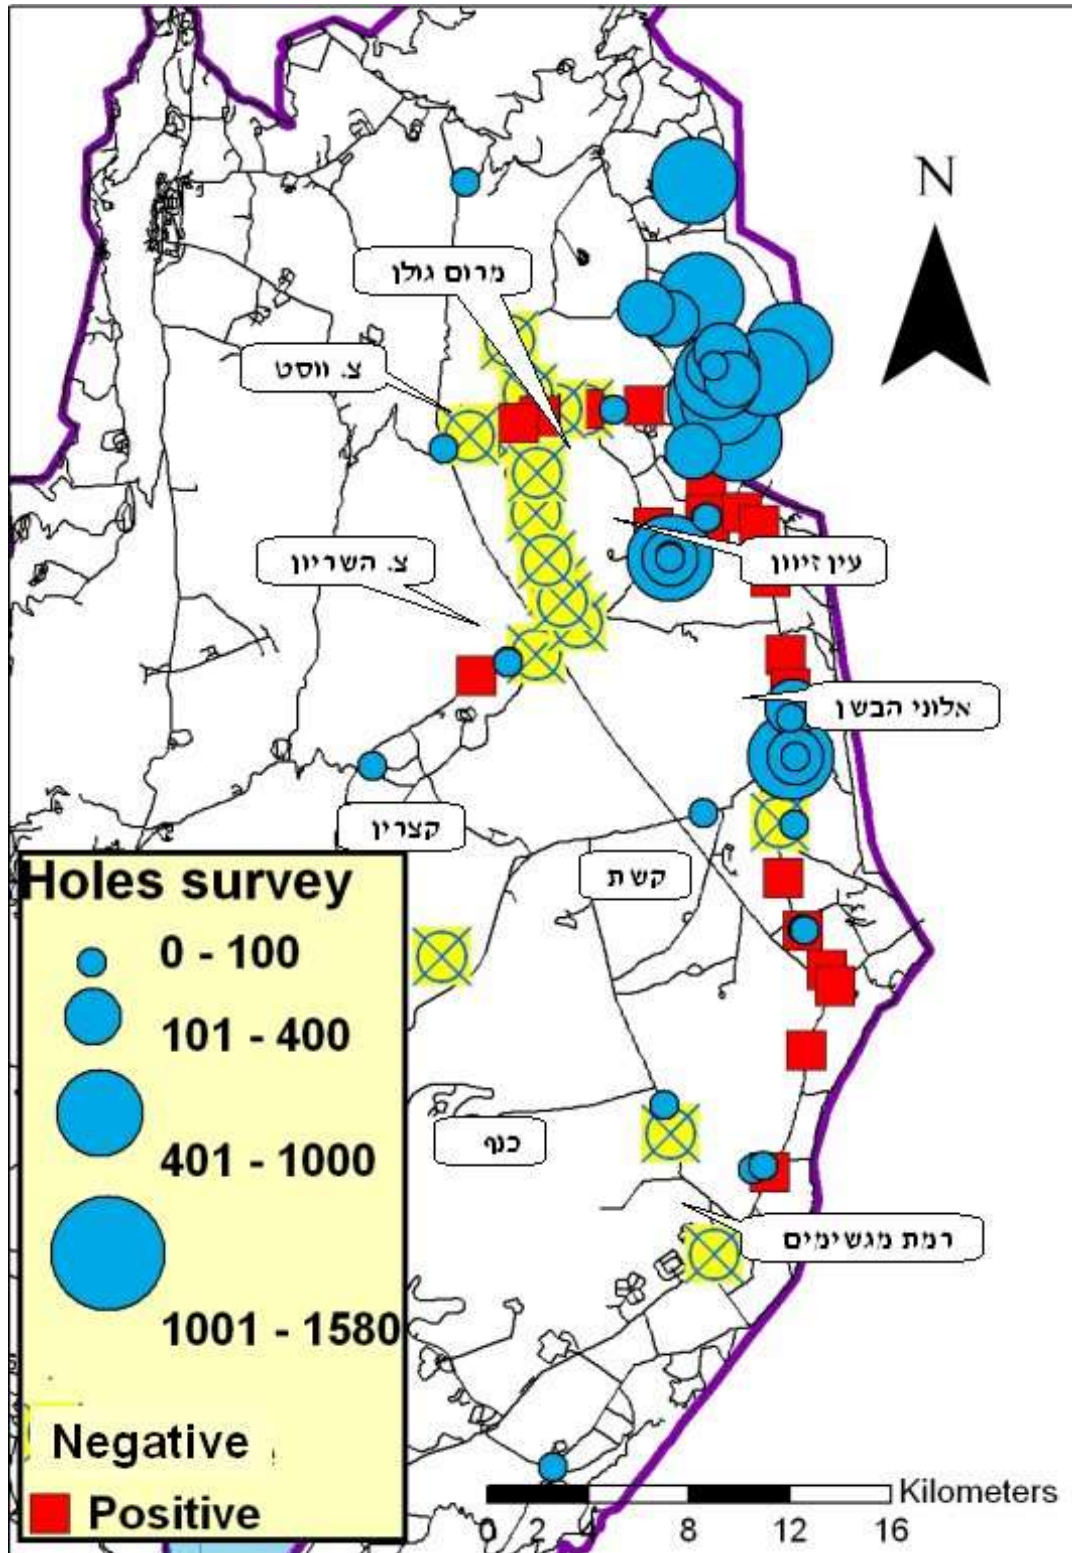 N
מרום גולן
צ. ווסט
צ. השריון
עין זיוון
אלוני הבשן
קצרין
קשת
כנף
רמת מגשימים
Holes survey
0 - 100
101 - 400
401 - 1000
1001 - 1580
Negative
Positive
Kilometers
0 2 4 8 12 16